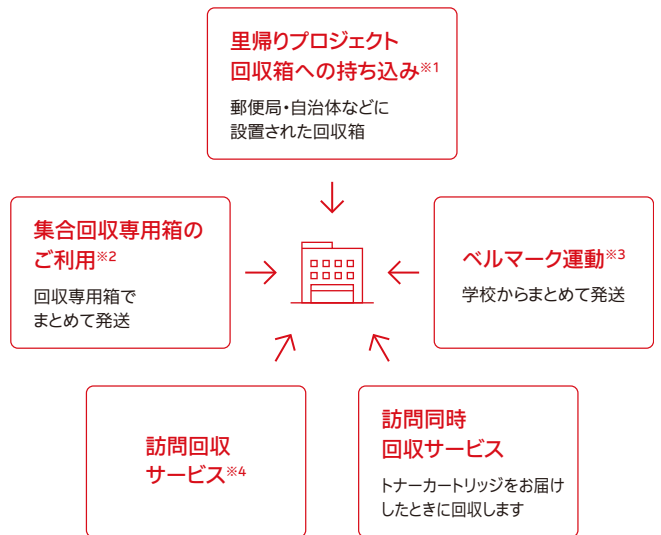 里帰りプロジェクト
回収箱への持ち込み※1
郵便局・自治体などに
設置された回収箱
集合回収専用箱の
ご利用※2
回収専用箱で
まとめて発送
ベルマーク運動※3
学校からまとめて発送
訪問回収
サービス※4
訪問同時
回収サービス
トナーカートリッジをお届け
したときに回収します